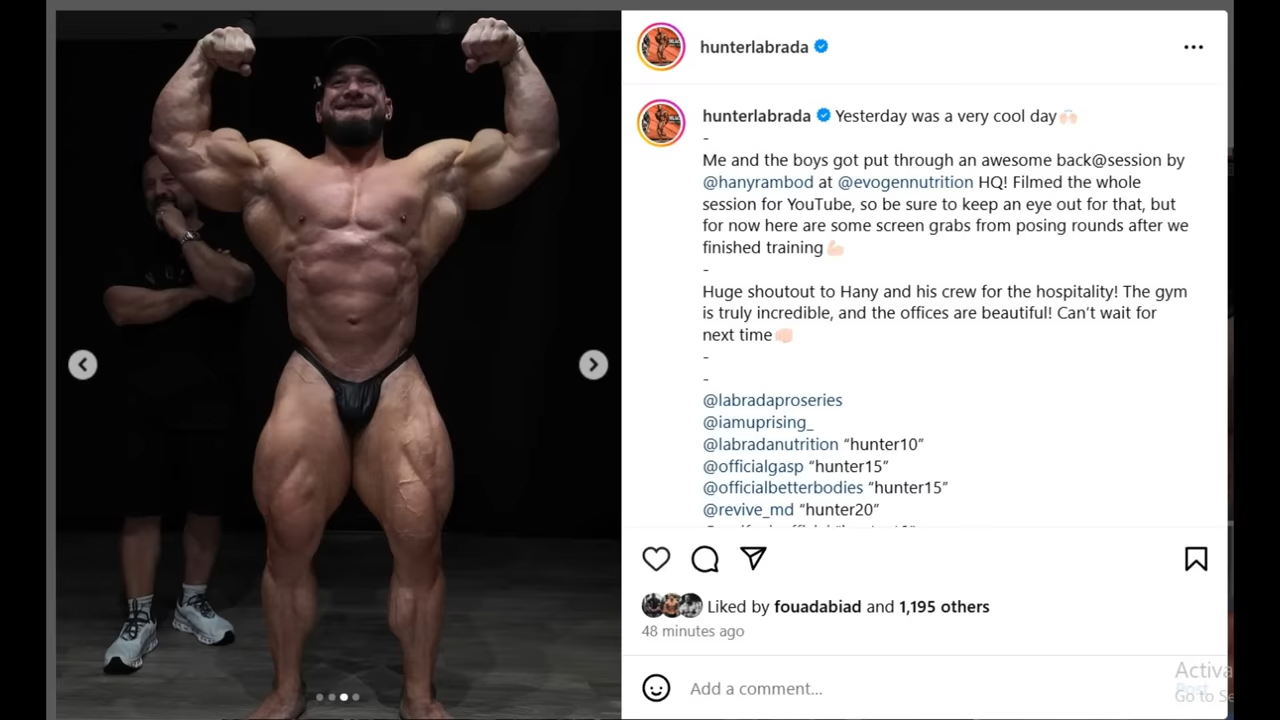 hunterlabrada
hunterlabrada Yesterday was a very cool day🙌🏻
-
Me and the boys got put through an awesome back@session by
@hanyrambod at @evogennutrition HQ! Filmed the whole
session for YouTube, so be sure to keep an eye out for that, but
for now here are some screen grabs from posing rounds after we
finished training💪🏻
-
Huge shoutout to Hany and his crew for the hospitality! The gym
is truly incredible, and the offices are beautiful! Can’t wait for
next time👊🏻
-
-
@labradaproseries
@iamuprising_
@labradanutrition “hunter10”
@officialgasp “hunter15”
@officialbetterbodies “hunter15”
@revive_md “hunter20”
Liked by fouadabiad and 1,195 others
48 minutes ago
Add a comment...
Post
Activa
Go to Se